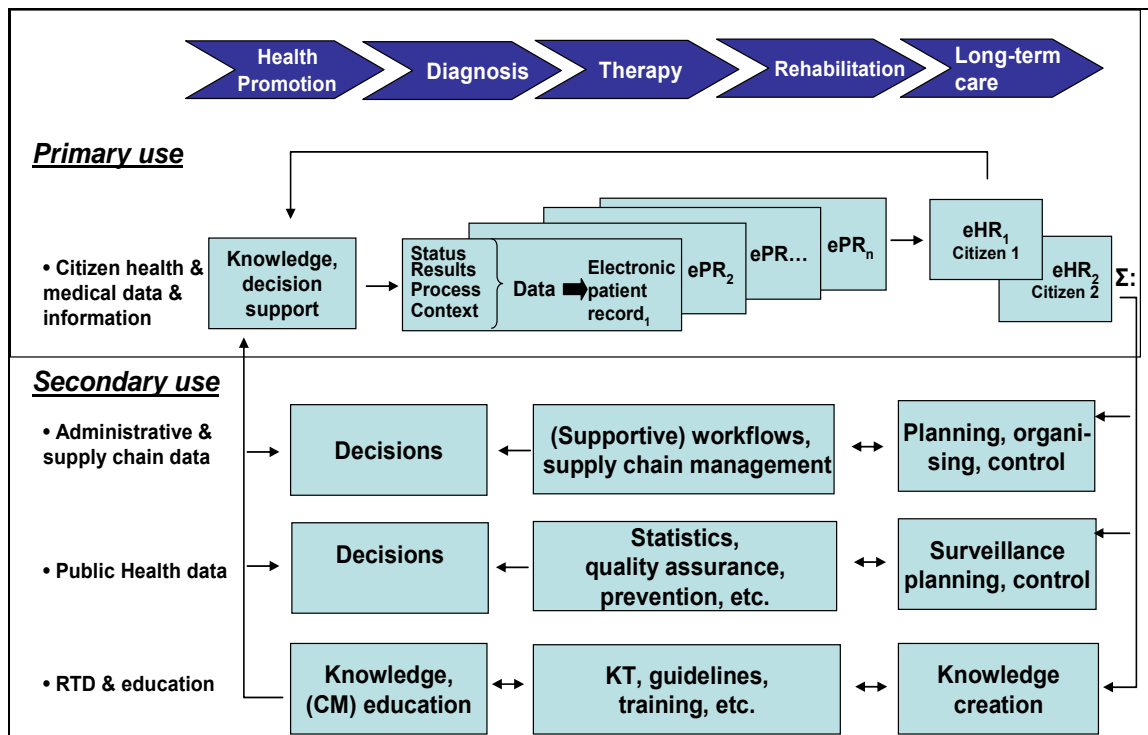 Health
Promotion
Diagnosis
Therapy
Rehabilitation
Long-term
care
Primary use
• Citizen health &
medical data &
information
Knowledge,
decision
support
Status
Results
Process
Context
Data
Electronic
patient
record1
ePR2
ePR…
ePRn
eHR1
Citizen 1
eHR2
Citizen 2
Σ:
Secondary use
• Administrative &
supply chain data
Decisions
(Supportive) workflows,
supply chain management
Planning, organi-
sing, control
• Public Health data
Decisions
Statistics,
quality assurance,
prevention, etc.
Surveillance
planning, control
• RTD & education
Knowledge,
(CM) education
KT, guidelines,
training, etc.
Knowledge
creation